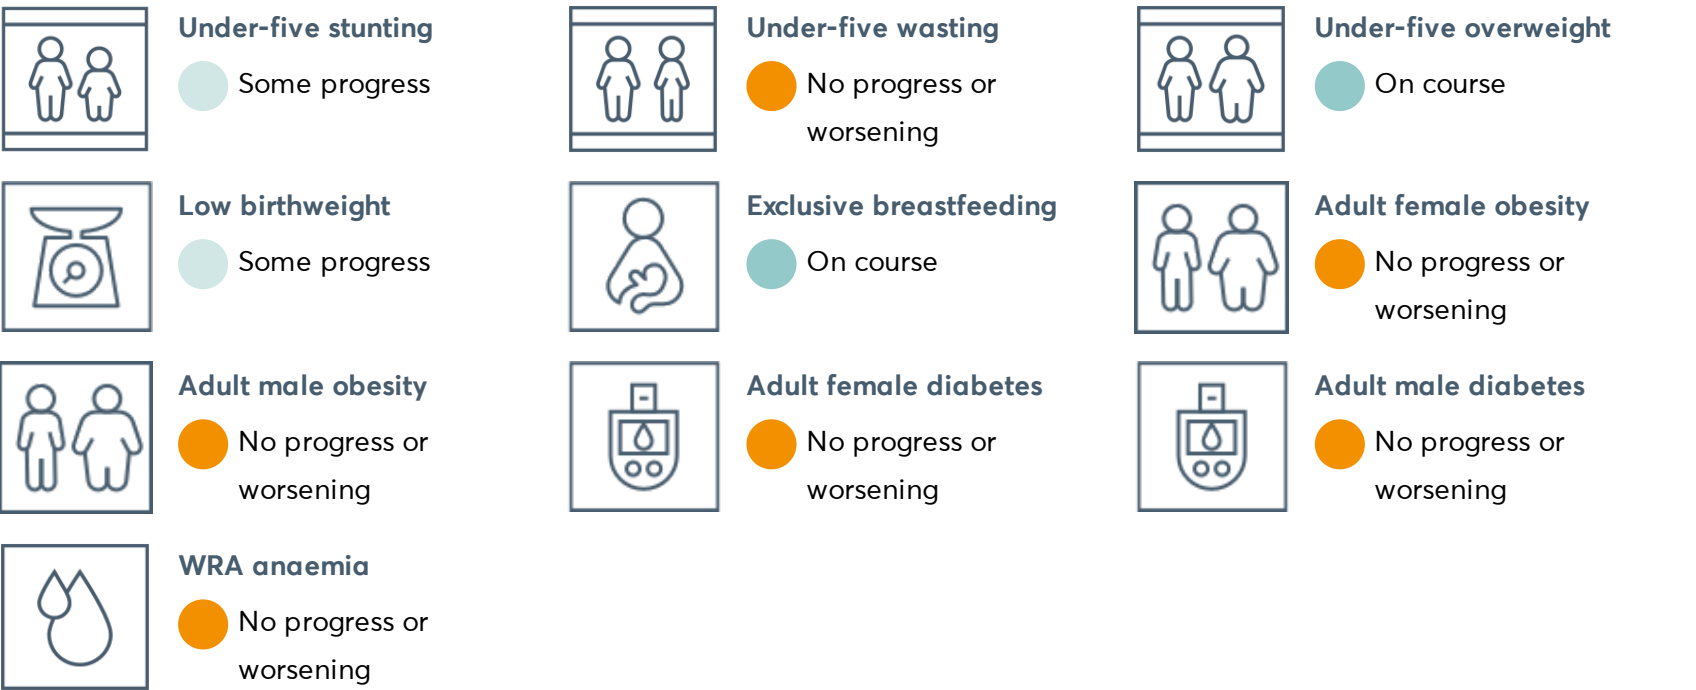 Under-five stunting
Some progress
Under-five wasting
No progress or
worsening
Under-five overweight
On course
Low birthweight
Some progress
Exclusive breastfeeding
On course
Adult female obesity
No progress or
worsening
Adult male obesity
No progress or
worsening
Adult female diabetes
No progress or
worsening
Adult male diabetes
No progress or
worsening
WRA anaemia
No progress or
worsening